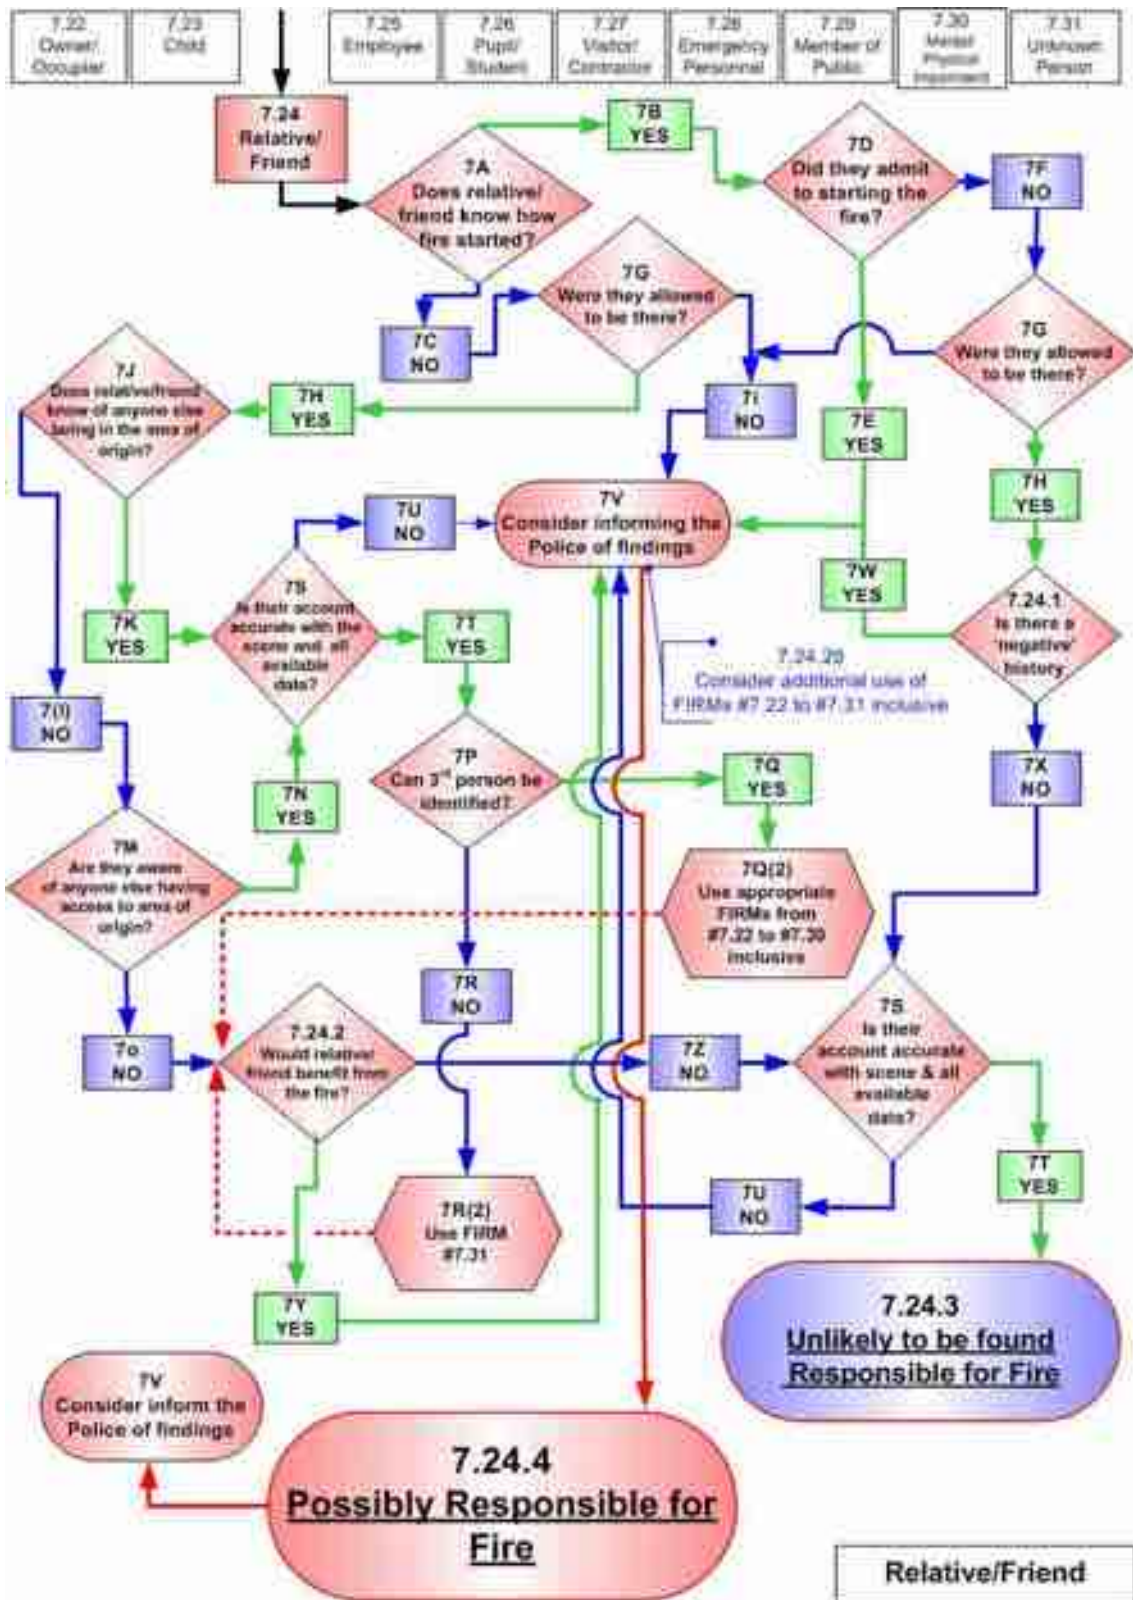 7.22
Owner/
Occupier
7.23
Child
7.25
Employee
7.26
Pupil/
Student
7.27
Visitor/
Contractor
7.28
Emergency
Personnel
7.29
Member of
Public
7.30
Mental
Physical
Impairment
7.31
Unknown
Person
7.24
Relative/
Friend
7A
Does relative/
friend know how
fire started?
7B
YES
7D
Did they admit
to starting the
fire?
7F
NO
7G
Were they allowed
to be there?
7C
NO
7G
Were they allowed
to be there?
7J
Does relative/friend
know of anyone else
being in the area of
origin?
7H
YES
7i
NO
7E
YES
7H
YES
7U
NO
7V
Consider informing the
Police of findings
7W
YES
7.24.1
Is there a
'negative'
history
7K
YES
7S
Is their account
accurate with the
scene and all
available
data?
7T
YES
7.24.29
Consider additional use of
FIRMs #7.22 to #7.31 inclusive
7(l)
NO
7P
Can 3rd person be
identified?
7Q
YES
7X
NO
7N
YES
7M
Are they aware
of anyone else having
access to area of
origin?
7Q(2)
Use appropriate
FIRMs from
#7.22 to #7.30
inclusive
7R
NO
7o
NO
7.24.2
Would relative/
friend benefit from
the fire?
7Z
NO
7S
Is their
account accurate
with scene & all
available
data?
7T
YES
7U
NO
7R(2)
Use FIRM
#7.31
7Y
YES
7.24.3
Unlikely to be found
Responsible for Fire
7V
Consider inform the
Police of findings
7.24.4
Possibly Responsible for
Fire
Relative/Friend